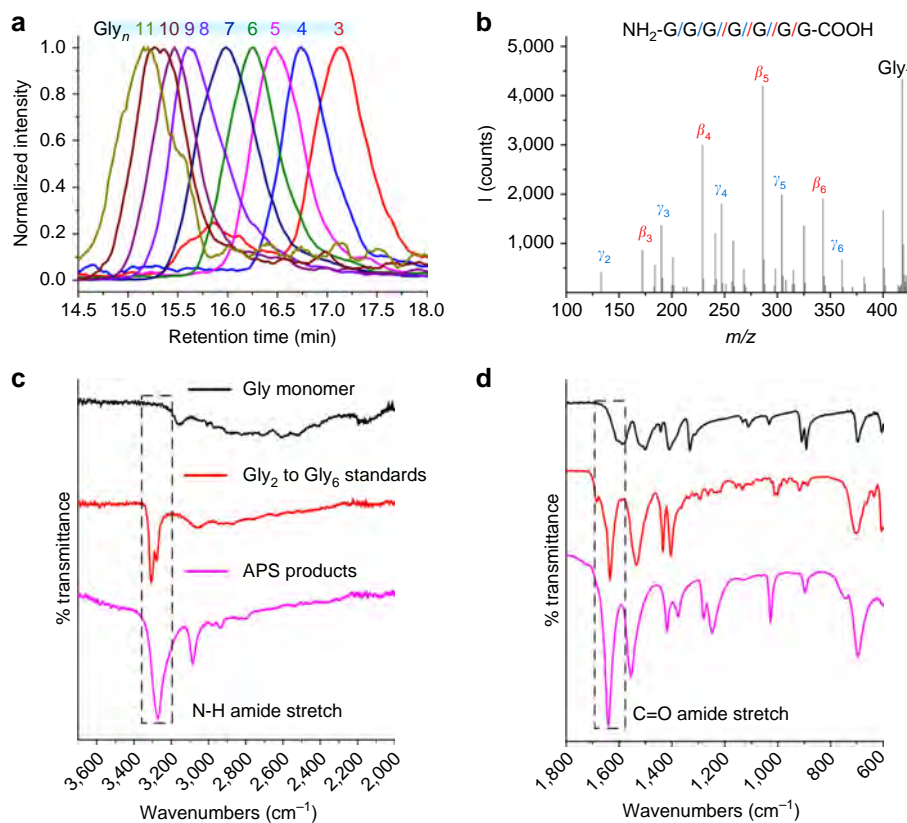 a
Glyn 11 10 9 8 7 6 5 4 3
1.0
0.8
0.6
0.4
0.2
0.0
Normalized intensity
14.5 15.0 15.5 16.0 16.5 17.0 17.5 18.0
Retention time (min)
b
NH2-G/G/G//G//G//G/G-COOH
5,000
4,000
3,000
2,000
1,000
I (counts)
β5
Gly
β4
γ4
γ5
β6
γ3
β3
γ6
γ2
100 150 200 250 300 350 400
m/z
c
Gly monomer
Gly2 to Gly6 standards
APS products
N-H amide stretch
% transmittance
3,600 3,400 3,200 3,000 2,800 2,600 2,400 2,200 2,000
Wavenumbers (cm–1)
d
C=O amide stretch
% transmittance
1,800 1,600 1,400 1,200 1,000 800 600
Wavenumbers (cm–1)